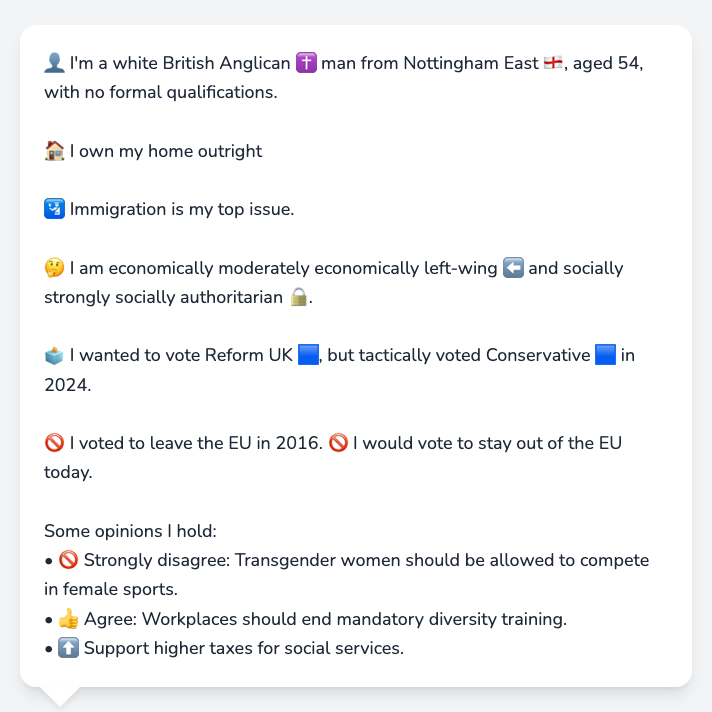 👤 I'm a white British Anglican ✝️ man from Nottingham East 🏴󠁧󠁢󠁥󠁮󠁧󠁿, aged 54,
with no formal qualifications.
🏠 I own my home outright
🛂 Immigration is my top issue.
🤔 I am economically moderately economically left-wing ⬅️ and socially
strongly socially authoritarian 🔒.
🗳️ I wanted to vote Reform UK 🟦, but tactically voted Conservative 🟦 in
2024.
🚫 I voted to leave the EU in 2016. 🚫 I would vote to stay out of the EU
today.
Some opinions I hold:
• 🚫 Strongly disagree: Transgender women should be allowed to compete
in female sports.
• 👍 Agree: Workplaces should end mandatory diversity training.
• ⬆️ Support higher taxes for social services.